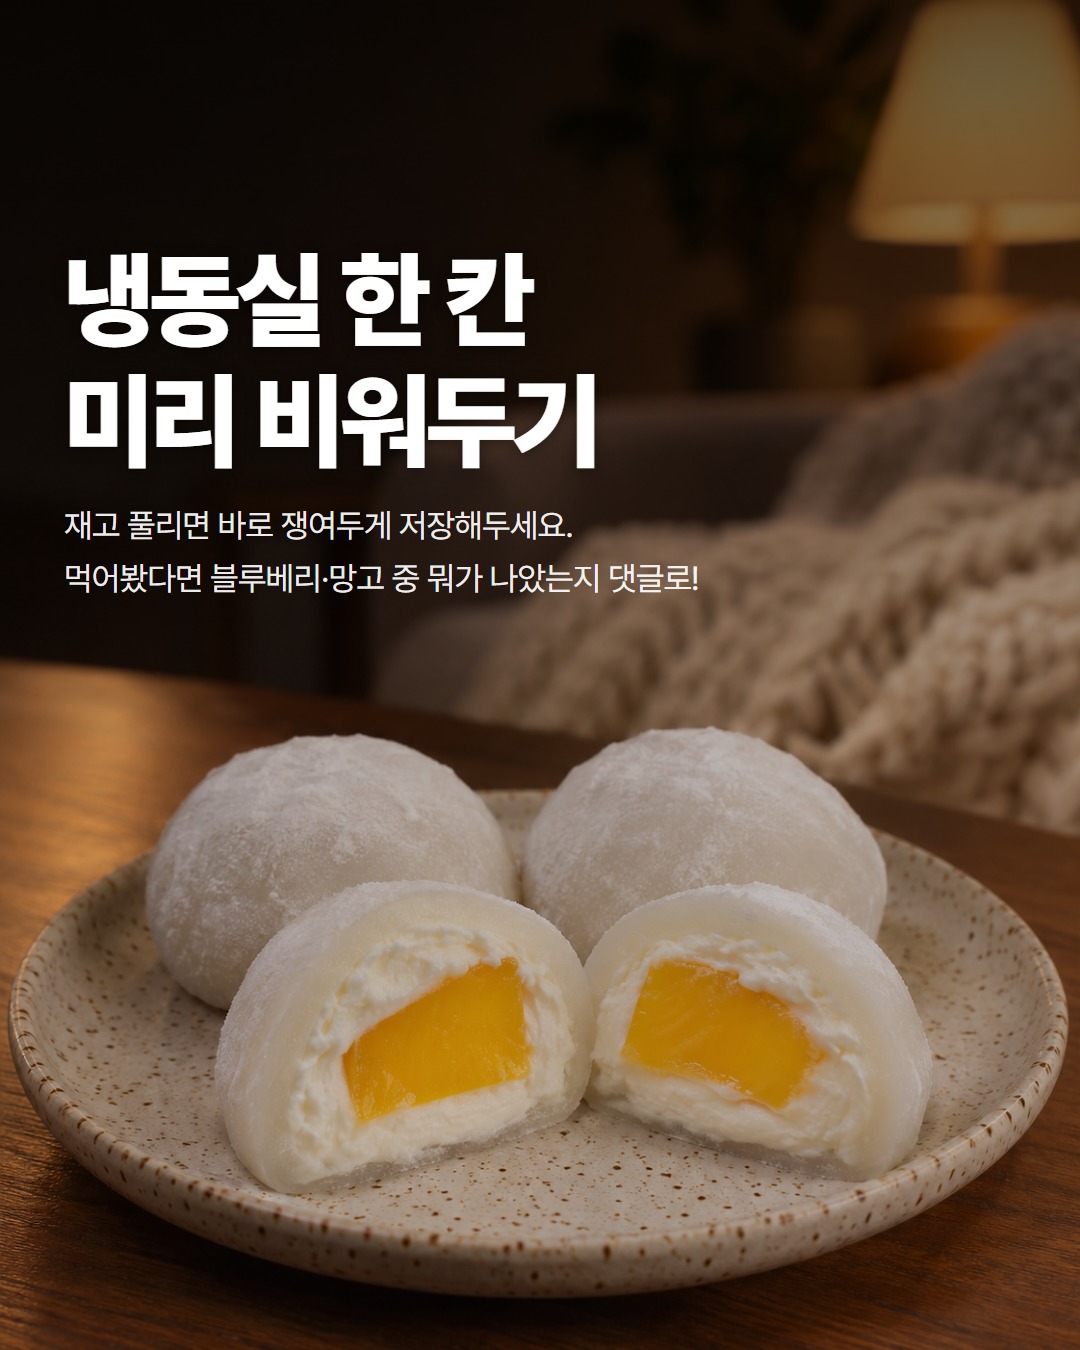 냉동실 한 칸
미리 비워두기
재고 풀리면 바로 쟁여두게 저장해두세요.
먹어봤다면 블루베리·망고 중 뭐가 나았는지 댓글로!